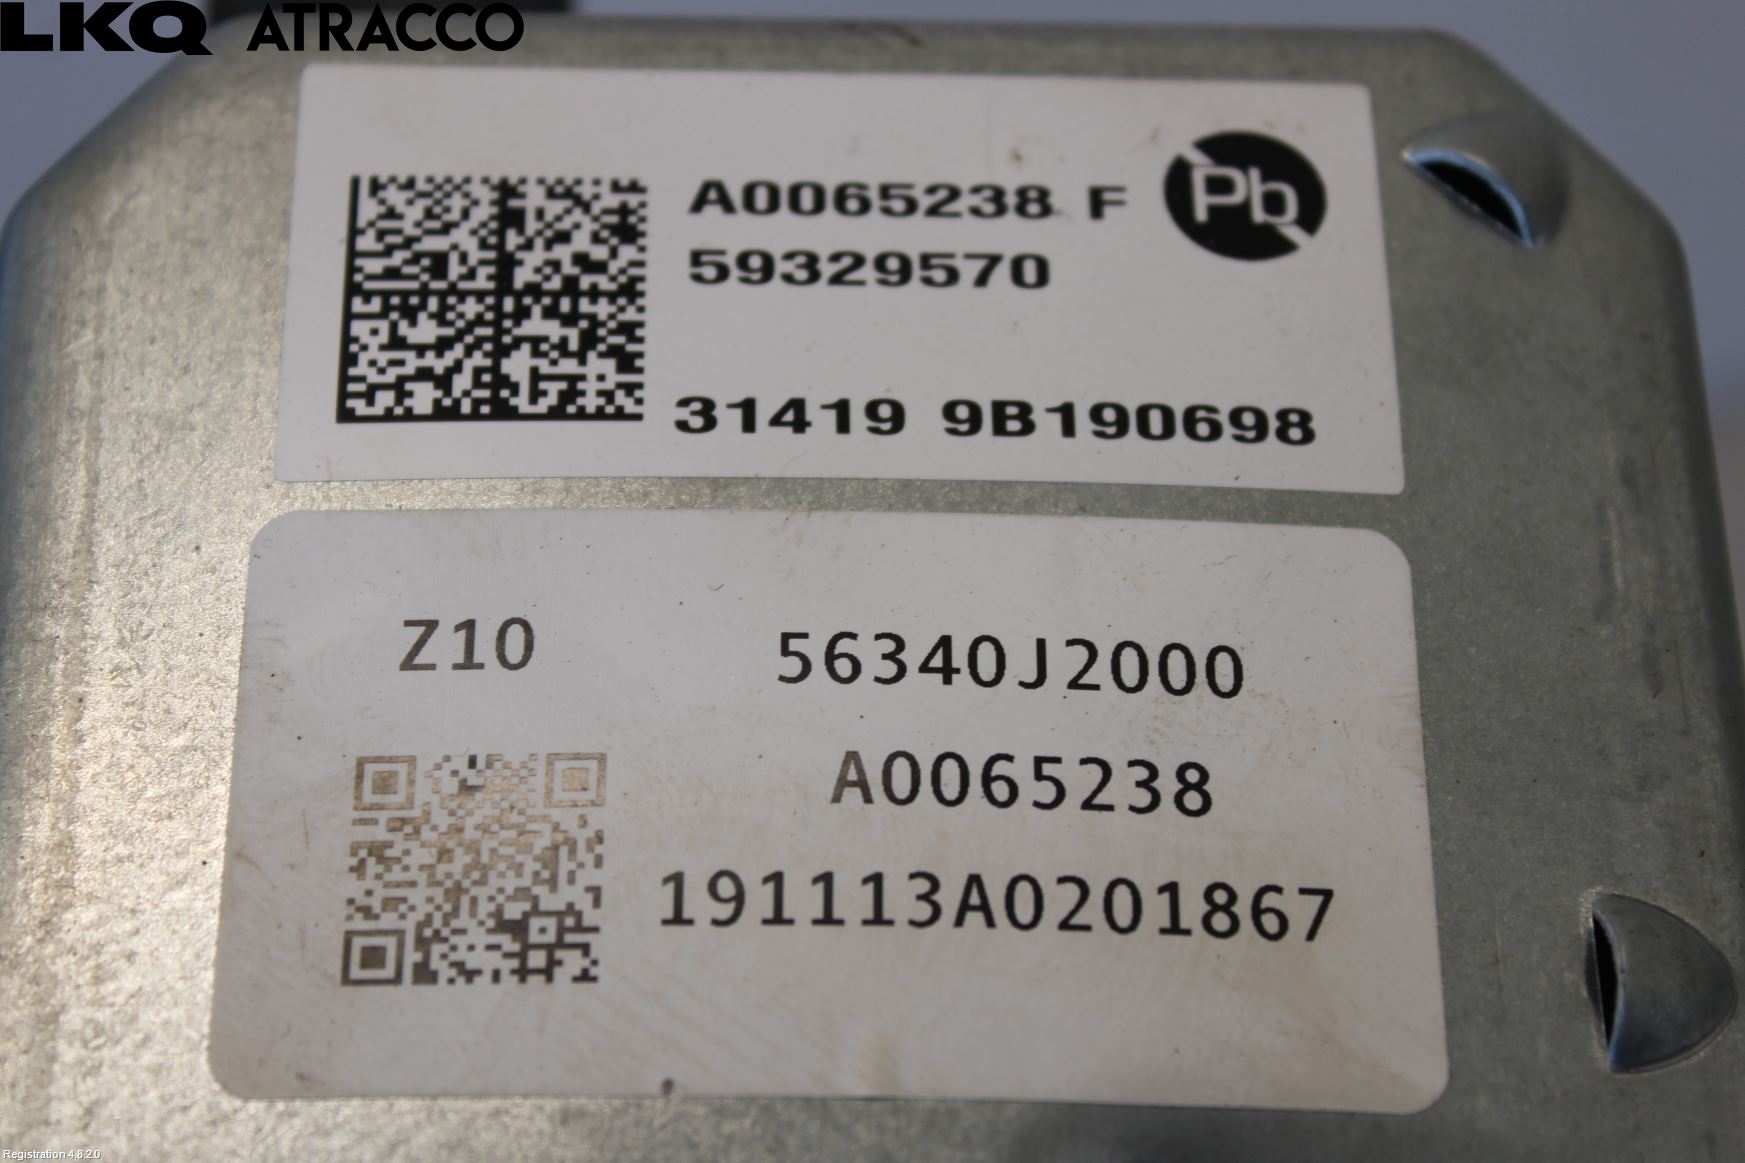 LKQ ATRACCO
A0065238 F
Pb
59329570
31419 9B190698
Z10
56340J2000
A0065238
191113A0201867
Registration 4.8.2.0